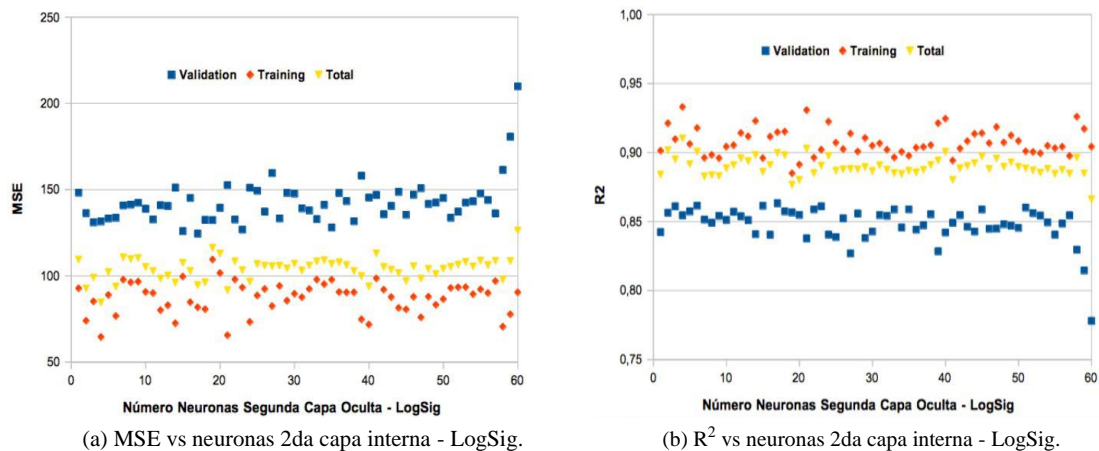 250
200
150
100
50
MSE
Validation Training Total
0 10 20 30 40 50 60
Número Neuronas Segunda Capa Oculta - LogSig
(a) MSE vs neuronas 2da capa interna - LogSig.
1,00
0,95
0,90
0,85
0,80
0,75
R2
Validation Training Total
0 10 20 30 40 50 60
Número Neuronas Segunda Capa Oculta - LogSig
(b) R² vs neuronas 2da capa interna - LogSig.